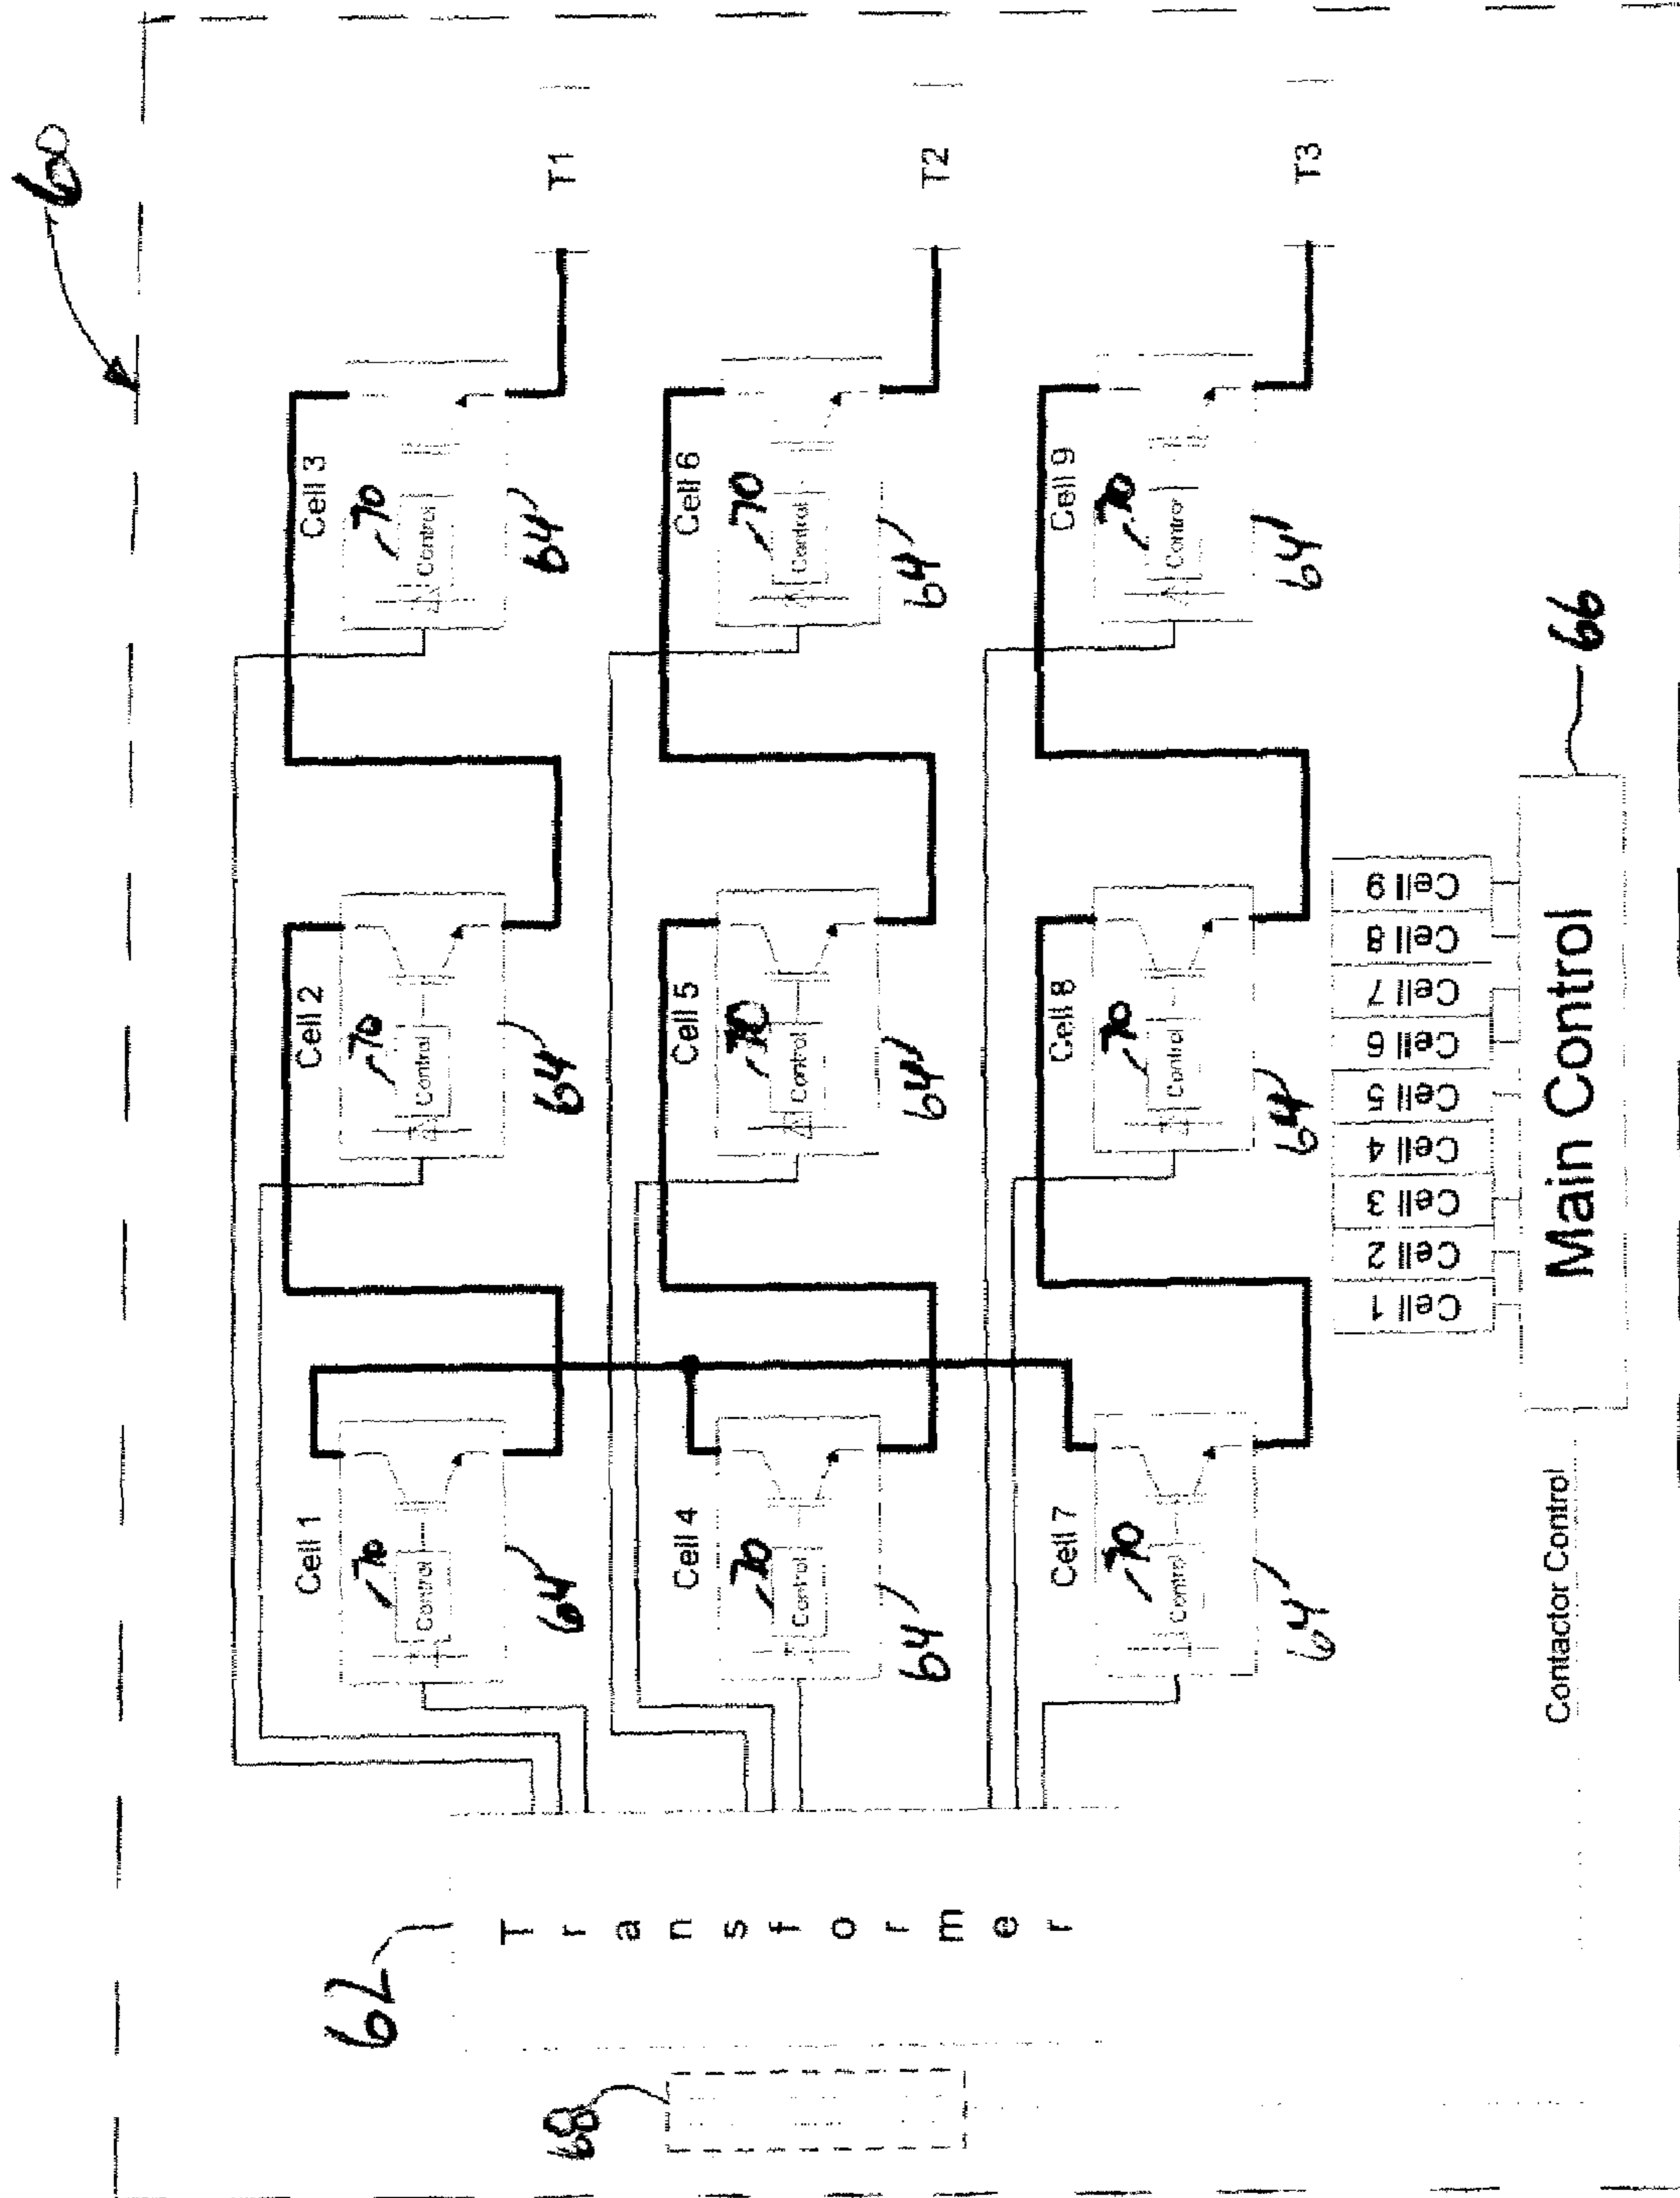 60
Cell 1
70
Control
64
Cell 2
70
Control
64
Cell 3
70
Control
64
T1
Cell 4
70
Control
64
Cell 5
70
Control
64
Cell 6
70
Control
64
T2
Cell 7
70
Control
64
Cell 8
70
Control
64
Cell 9
70
Control
64
T3
62
Transformer
68
Cell 1
Cell 2
Cell 3
Cell 4
Cell 5
Cell 6
Cell 7
Cell 8
Cell 9
Main Control
66
Contactor Control